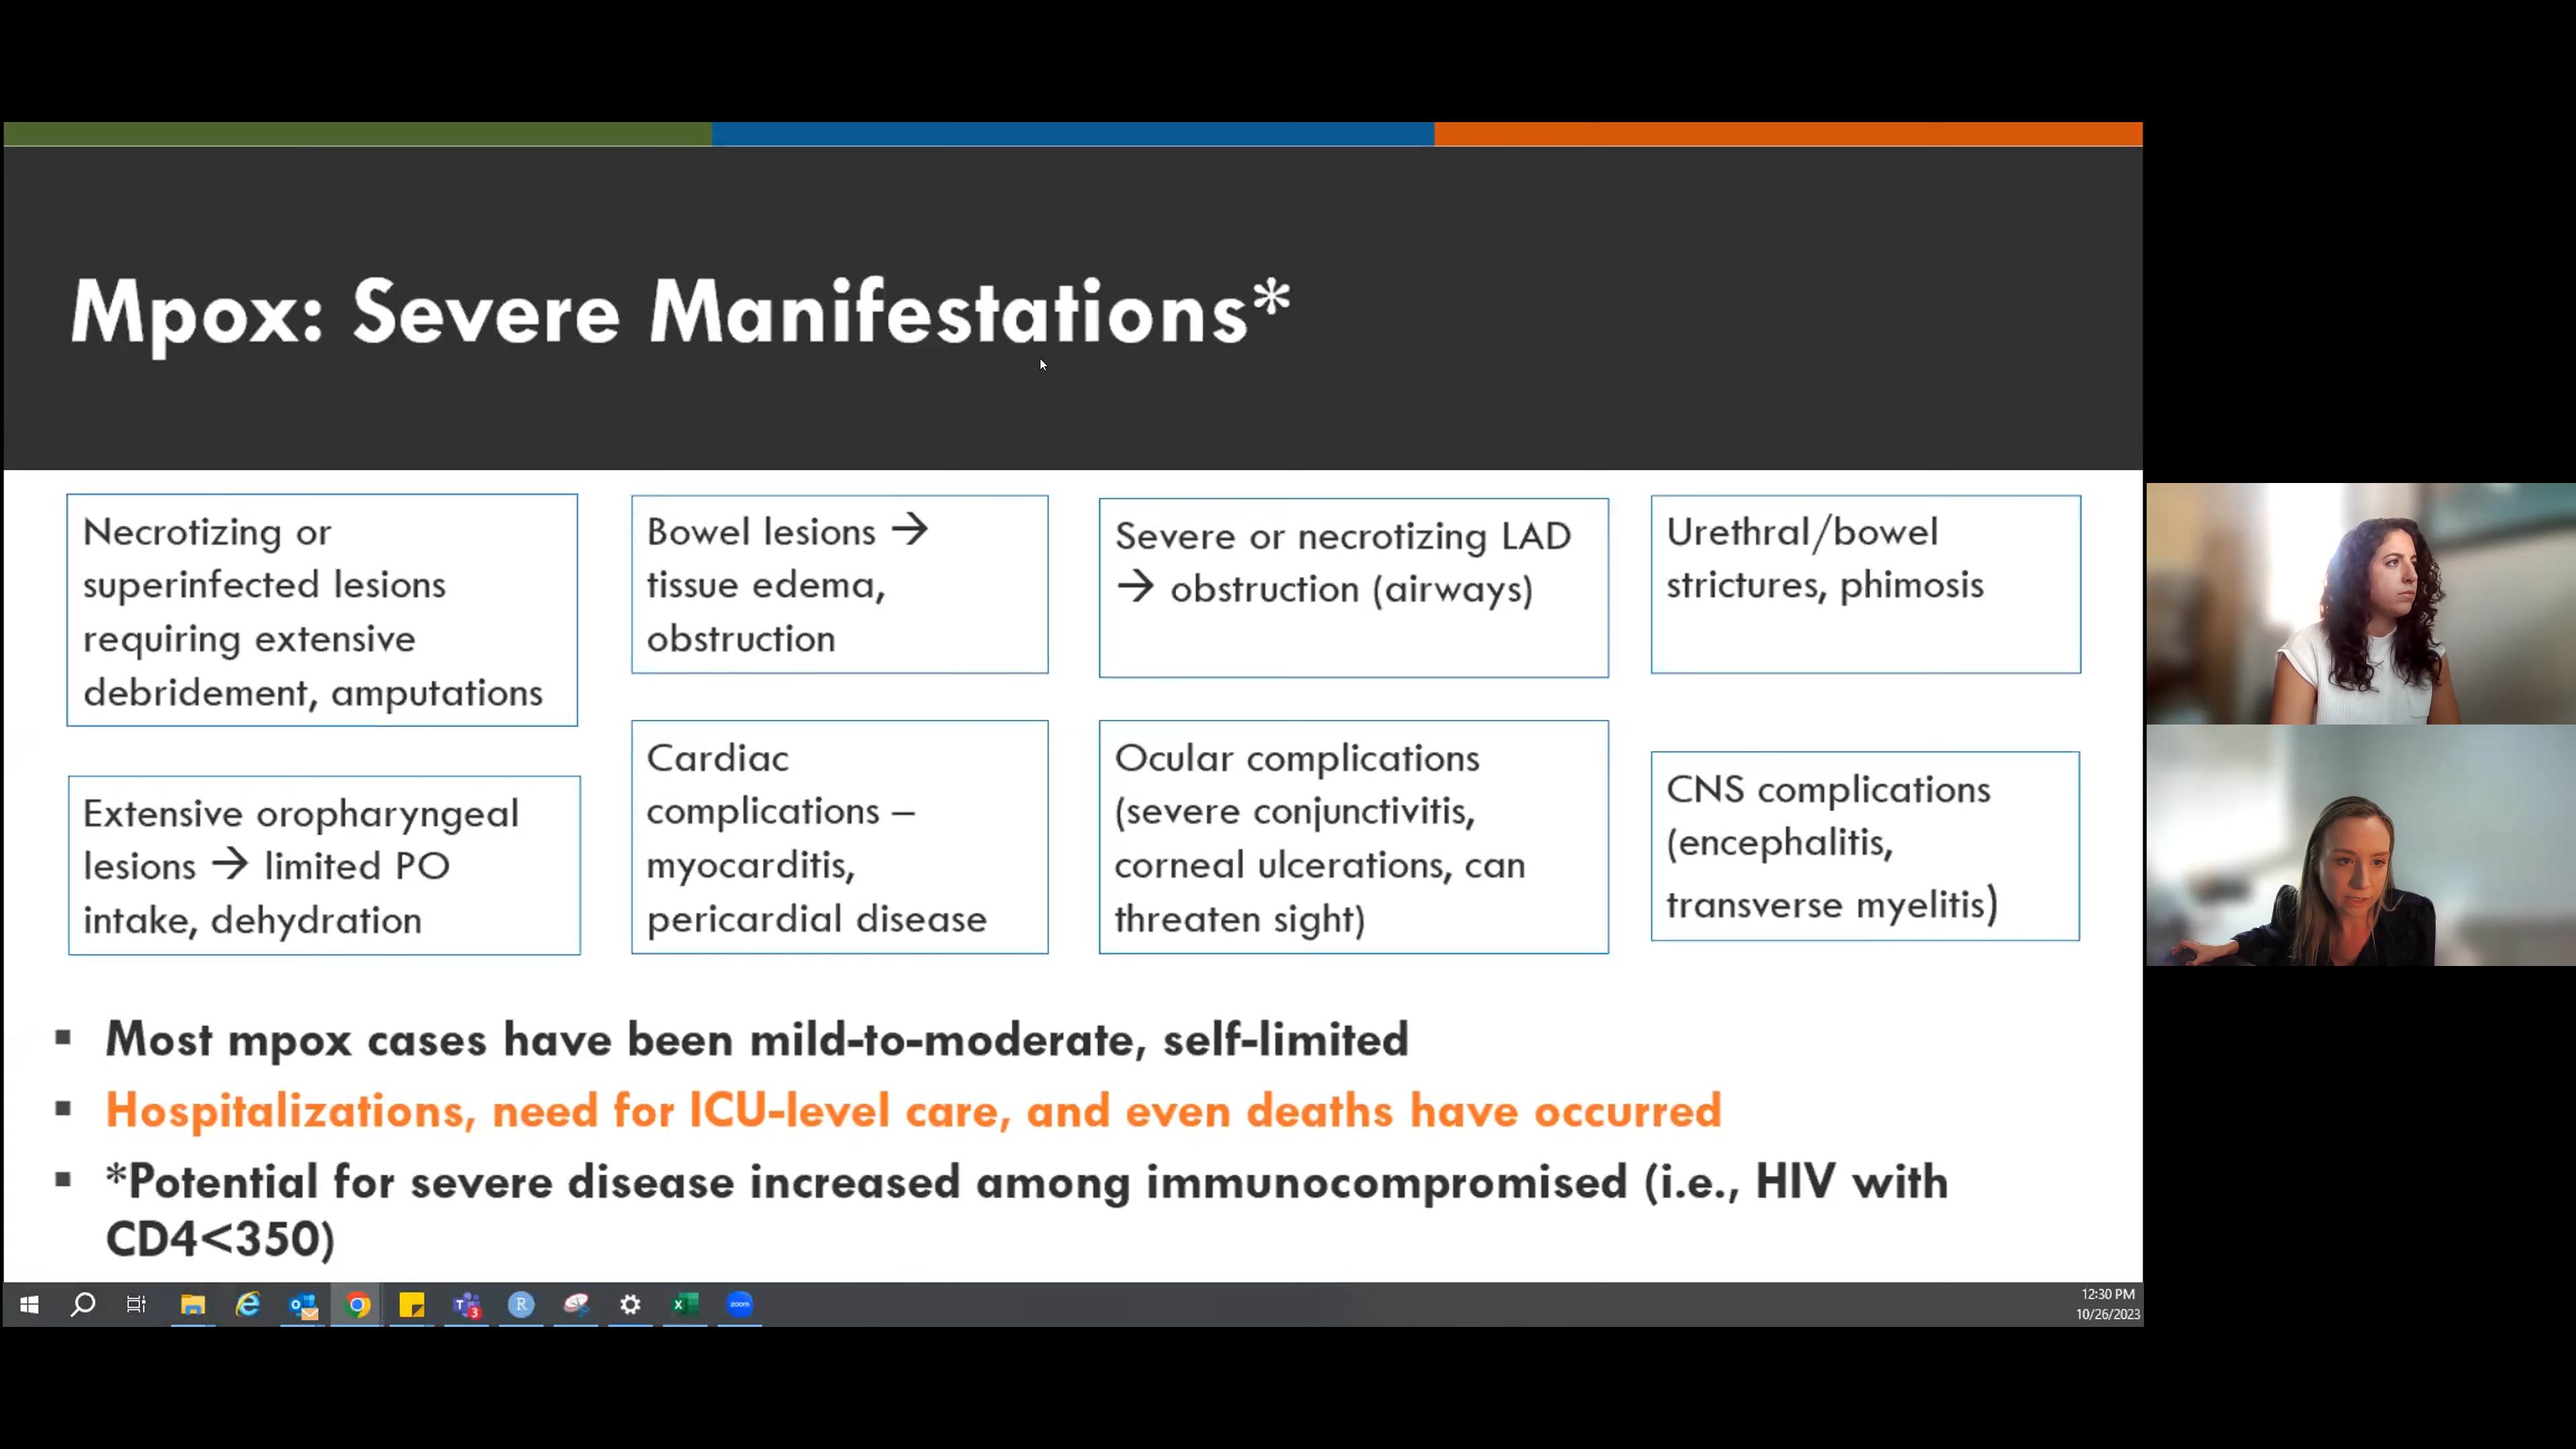 Mpox: Severe Manifestations*
Necrotizing or
superinfected lesions
requiring extensive
debridement, amputations
Bowel lesions →
tissue edema,
obstruction
Severe or necrotizing LAD
→ obstruction (airways)
Urethral/bowel
strictures, phimosis
Extensive oropharyngeal
lesions → limited PO
intake, dehydration
Cardiac
complications –
myocarditis,
pericardial disease
Ocular complications
(severe conjunctivitis,
corneal ulcerations, can
threaten sight)
CNS complications
(encephalitis,
transverse myelitis)
▪ Most mpox cases have been mild-to-moderate, self-limited
▪ Hospitalizations, need for ICU-level care, and even deaths have occurred
▪ *Potential for severe disease increased among immunocompromised (i.e., HIV with
CD4<350)
zoom
12:30 PM
10/26/2023